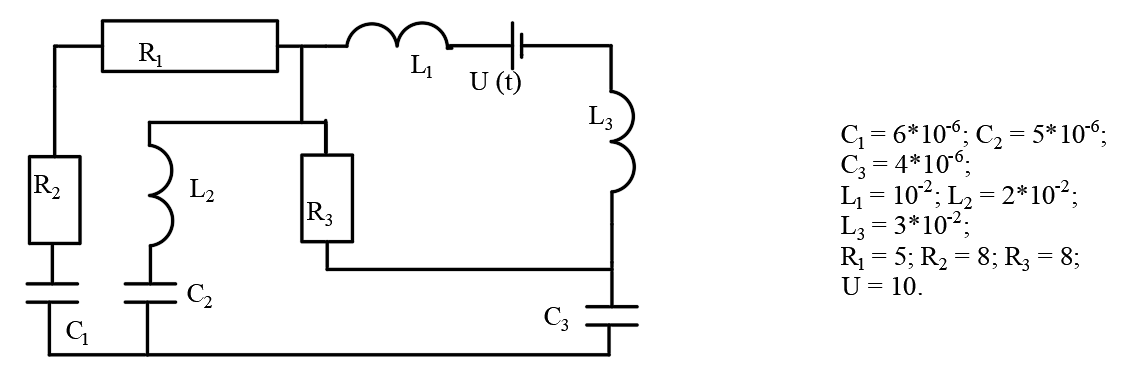 R₁
L₁
U (t)
L₃
R₂
L₂
R₃
C₂
C₃
C₁
C₁ = 6*10⁻⁶; C₂ = 5*10⁻⁶;
C₃ = 4*10⁻⁶;
L₁ = 10⁻²; L₂ = 2*10⁻²;
L₃ = 3*10⁻²;
R₁ = 5; R₂ = 8; R₃ = 8;
U = 10.